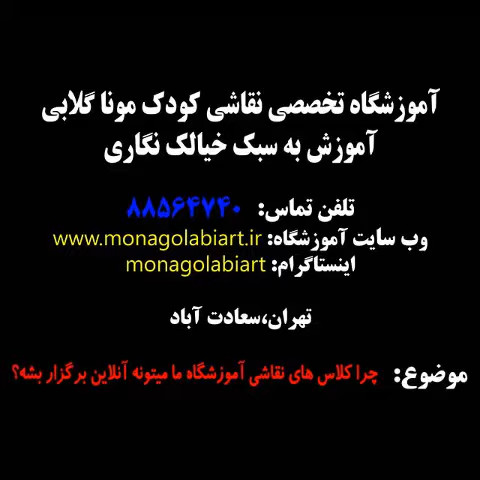 آموزشگاه تخصصی نقاشی کودک مونا گلابی
آموزش به سبک خیالک نگاری
تلفن تماس: ۸۸۵۶۴۷۴۰
وب سایت آموزشگاه: www.monagolabiart.ir
اینستاگرام: monagolabiart
تهران،سعادت آباد
موضوع: چرا کلاس های نقاشی آموزشگاه ما میتونه آنلاین برگزار بشه؟